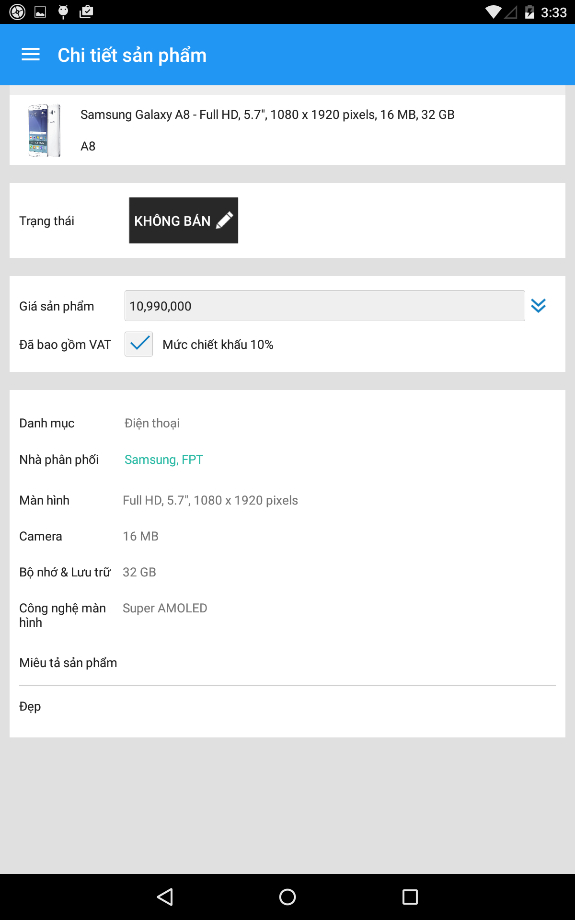 3:33
Chi tiết sản phẩm
Samsung Galaxy A8 - Full HD, 5.7", 1080 x 1920 pixels, 16 MB, 32 GB
A8
Trạng thái
KHÔNG BÁN
Giá sản phẩm
10,990,000
Đã bao gồm VAT
Mức chiết khấu 10%
Danh mục
Điện thoại
Nhà phân phối
Samsung, FPT
Màn hình
Full HD, 5.7", 1080 x 1920 pixels
Camera
16 MB
Bộ nhớ & Lưu trữ
32 GB
Công nghệ màn
hình
Super AMOLED
Miêu tả sản phẩm
Đẹp